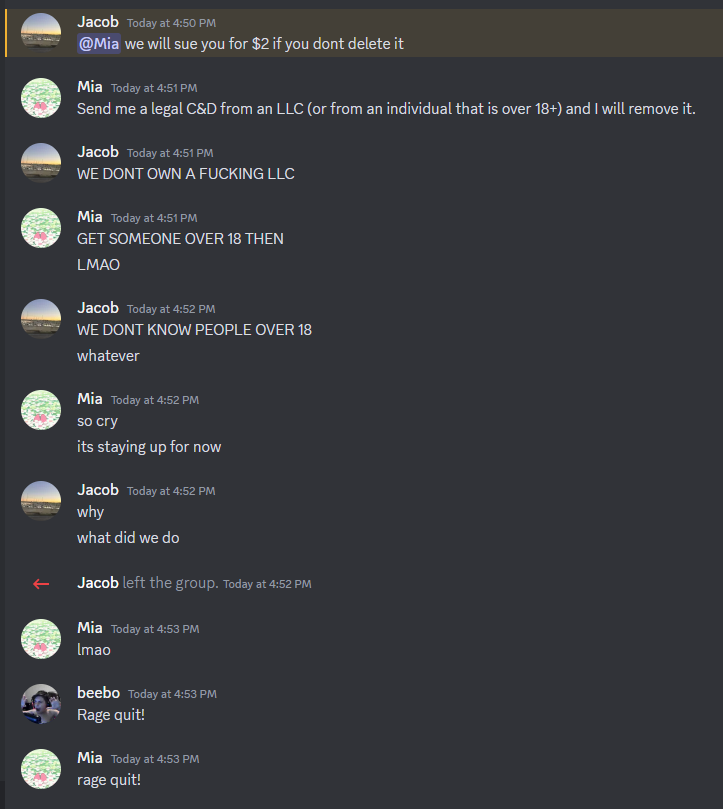 Jacob Today at 4:50 PM
@Mia we will sue you for $2 if you dont delete it
Mia Today at 4:51 PM
Send me a legal C&D from an LLC (or from an individual that is over 18+) and I will remove it.
Jacob Today at 4:51 PM
WE DONT OWN A FUCKING LLC
Mia Today at 4:51 PM
GET SOMEONE OVER 18 THEN
LMAO
Jacob Today at 4:52 PM
WE DONT KNOW PEOPLE OVER 18
whatever
Mia Today at 4:52 PM
so cry
its staying up for now
Jacob Today at 4:52 PM
why
what did we do
Jacob left the group. Today at 4:52 PM
Mia Today at 4:53 PM
lmao
beebo Today at 4:53 PM
Rage quit!
Mia Today at 4:53 PM
rage quit!